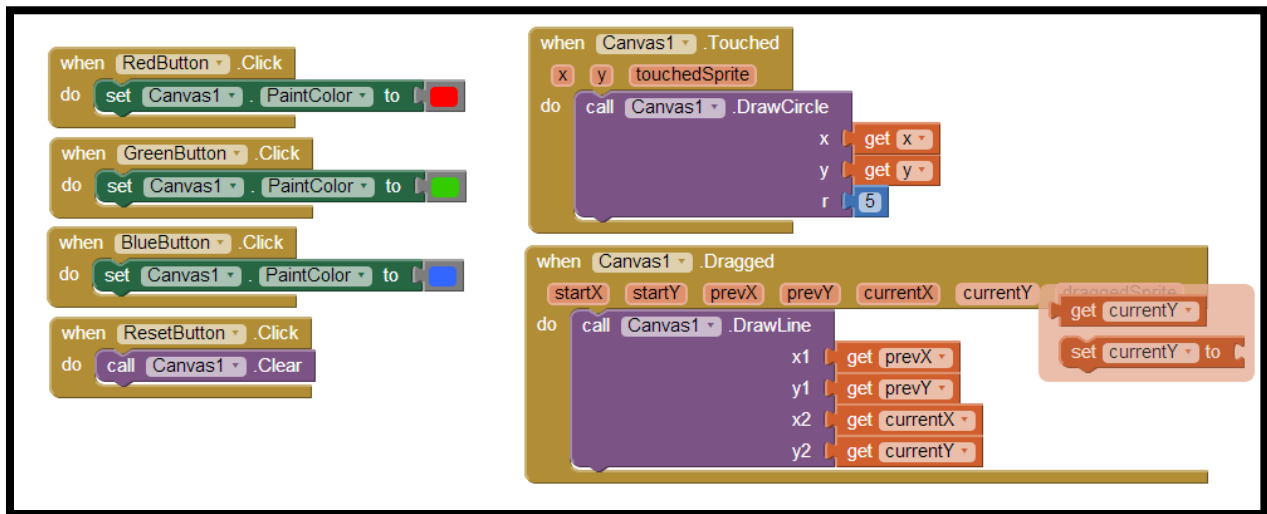 when RedButton .Click
do set Canvas1 . PaintColor to
when GreenButton .Click
do set Canvas1 . PaintColor to
when BlueButton .Click
do set Canvas1 . PaintColor to
when ResetButton .Click
do call Canvas1 .Clear
when Canvas1 .Touched
x y touchedSprite
do call Canvas1 .DrawCircle
x get x
y get y
r 5
when Canvas1 .Dragged
startX startY prevX prevY currentX currentY draggedSprite
do call Canvas1 .DrawLine
x1 get prevX
y1 get prevY
x2 get currentX
y2 get currentY
get currentY
set currentY to